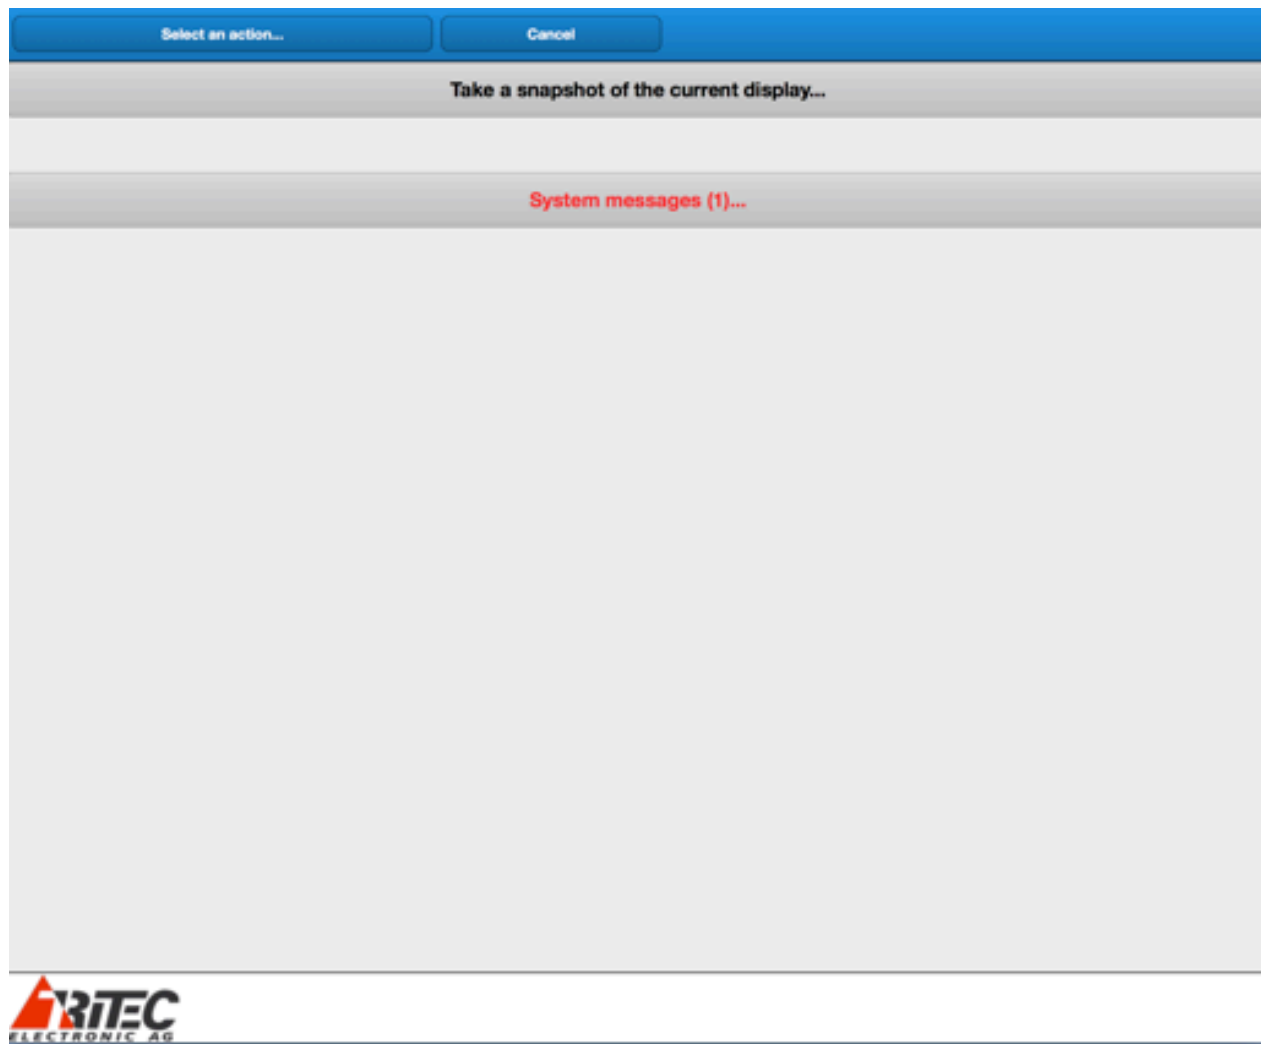 Select an action...
Cancel
Take a snapshot of the current display...
System messages (1)...
TRiTEC
ELECTRONIC AG